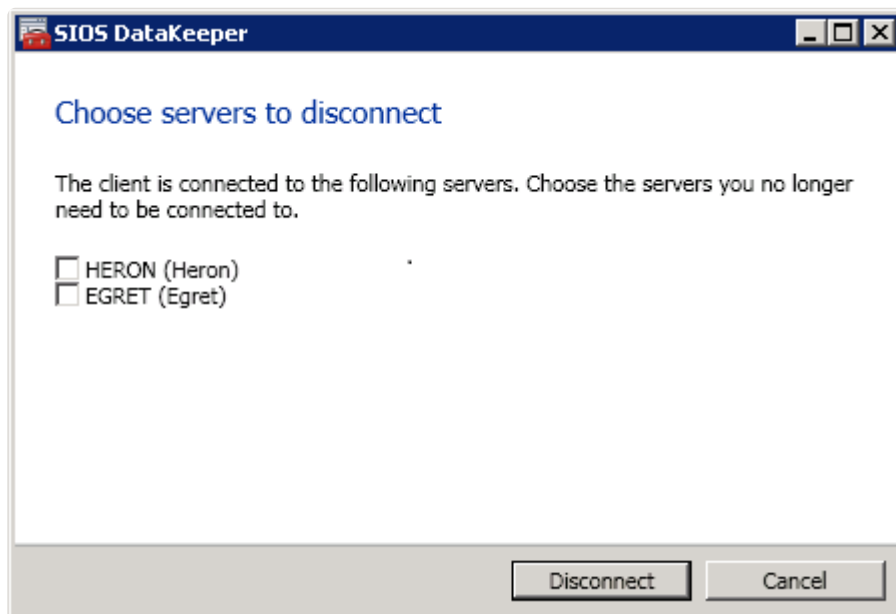 SIOS DataKeeper
Choose servers to disconnect
The client is connected to the following servers. Choose the servers you no longer
need to be connected to.
HERON (Heron)
EGRET (Egret)
Disconnect
Cancel